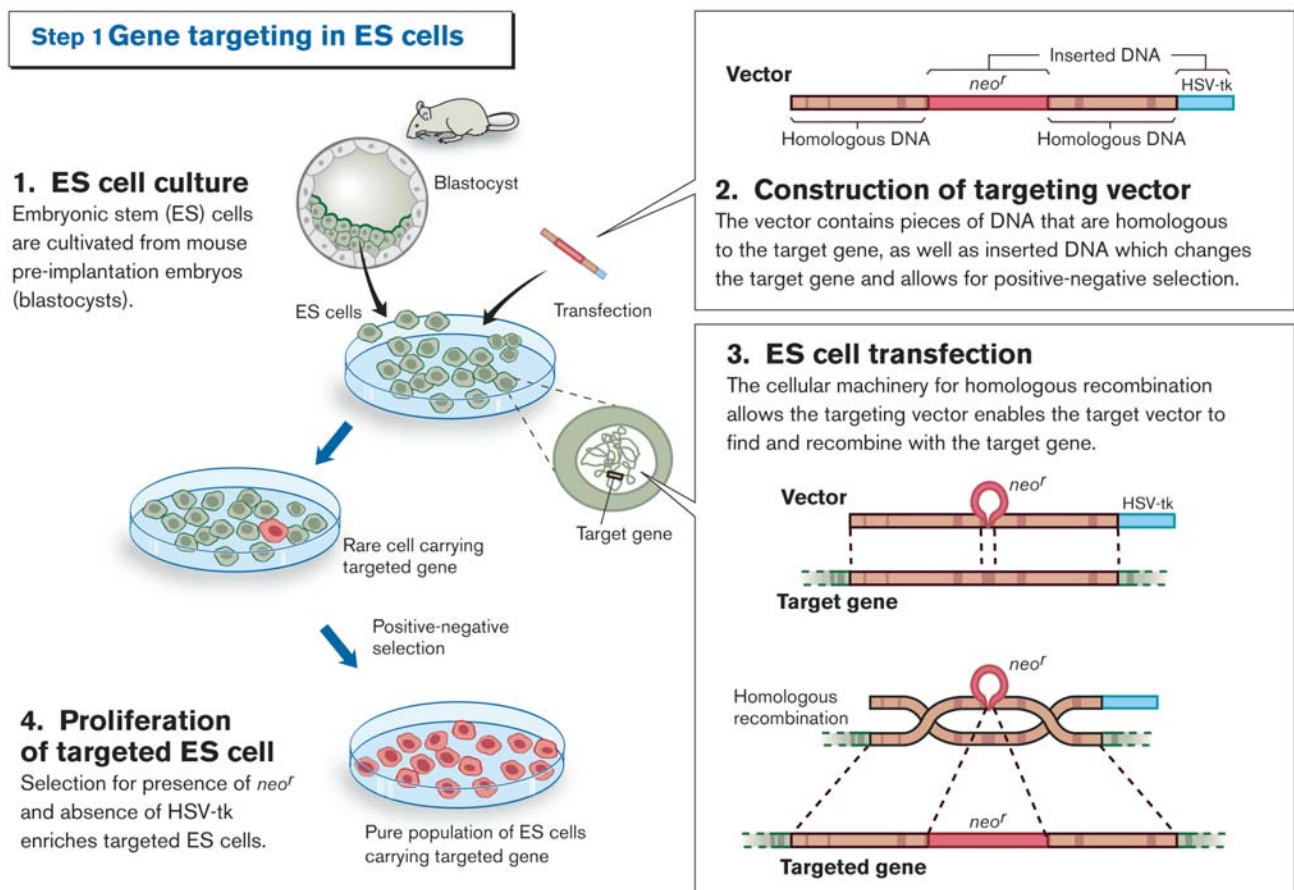 Step 1 Gene targeting in ES cells
1. ES cell culture
Embryonic stem (ES) cells
are cultivated from mouse
pre-implantation embryos
(blastocysts).
Blastocyst
ES cells
Transfection
Target gene
Rare cell carrying
targeted gene
Positive-negative
selection
4. Proliferation
of targeted ES cell
Selection for presence of neoʳ
and absence of HSV-tk
enriches targeted ES cells.
Pure population of ES cells
carrying targeted gene
Inserted DNA
Vector
neoʳ
HSV-tk
Homologous DNA
Homologous DNA
2. Construction of targeting vector
The vector contains pieces of DNA that are homologous
to the target gene, as well as inserted DNA which changes
the target gene and allows for positive-negative selection.
3. ES cell transfection
The cellular machinery for homologous recombination
allows the targeting vector enables the target vector to
find and recombine with the target gene.
neoʳ
Vector
HSV-tk
Target gene
neoʳ
Homologous
recombination
neoʳ
Targeted gene